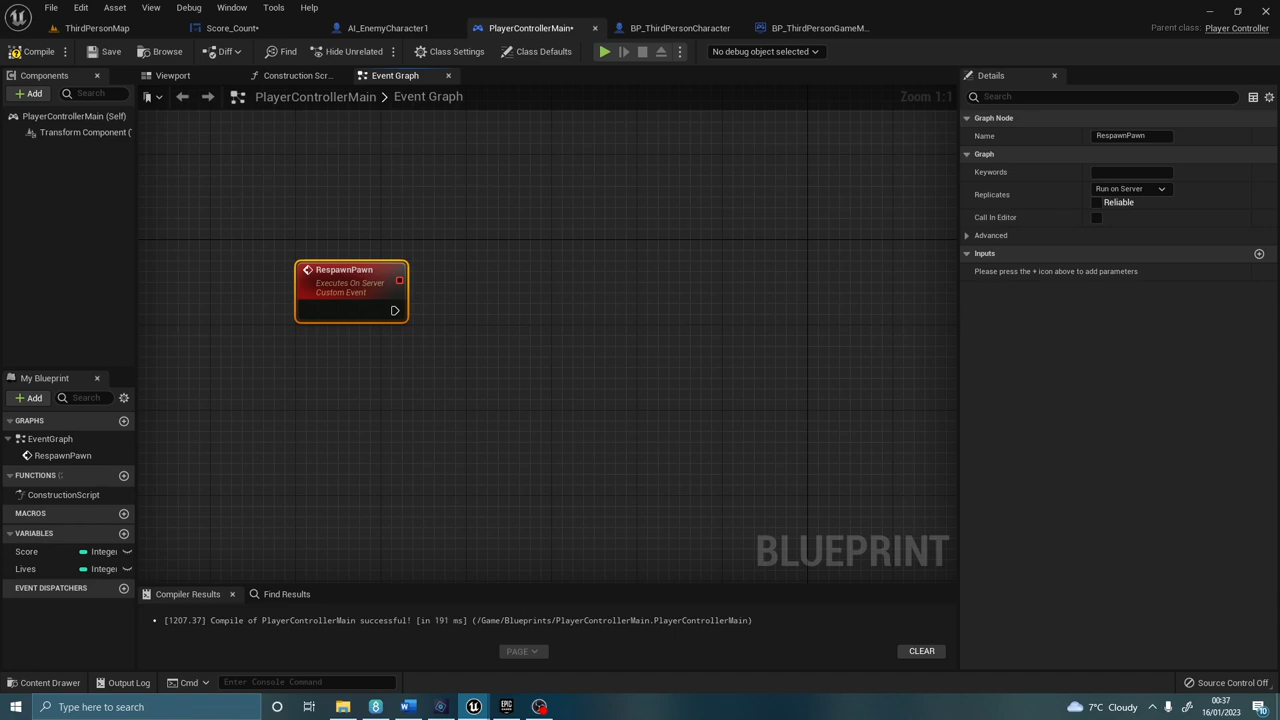 File Edit Asset View Debug Window Tools Help
ThirdPersonMap Score_Count* AI_EnemyCharacter1 PlayerControllerMain* BP_ThirdPersonCharacter BP_ThirdPersonGameM... Parent class: Player Controller
Compile Save Browse Diff Find Hide Unrelated Class Settings Class Defaults No debug object selected
Components Viewport Construction Scr... Event Graph Details
Add Search PlayerControllerMain > Event Graph Zoom 1:1 Search
PlayerControllerMain (Self)
Transform Component (
Graph Node
Name RespawnPawn
Graph
Keywords
Replicates Run on Server
Reliable
Call In Editor
Advanced
Inputs
Please press the + icon above to add parameters
RespawnPawn
Executes On Server
Custom Event
My Blueprint
Add Search
GRAPHS
EventGraph
RespawnPawn
FUNCTIONS (
ConstructionScript
MACROS
VARIABLES
Score Integer
Lives Integer
EVENT DISPATCHERS
BLUEPRINT
Compiler Results Find Results
[1207.37] Compile of PlayerControllerMain successful! [in 191 ms] (/Game/Blueprints/PlayerControllerMain.PlayerControllerMain)
PAGE CLEAR
Content Drawer Output Log Cmd Enter Console Command Source Control Off
Type here to search 7°C Cloudy 00:37
16/01/2023